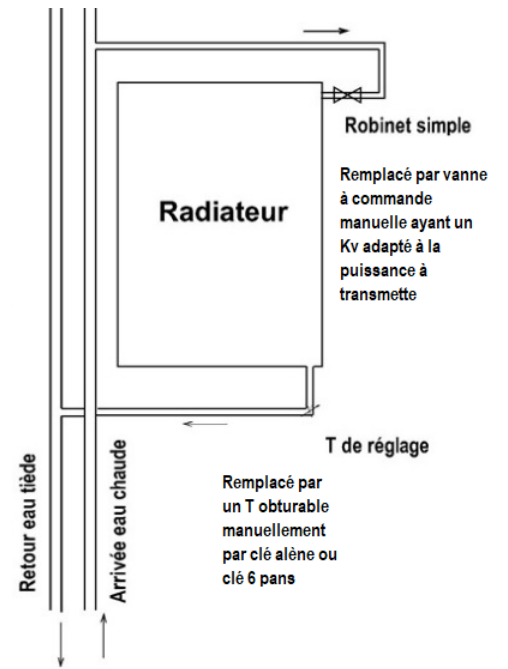 Robinet simple
Remplacé par vanne
à commande
manuelle ayant un
Kv adapté à la
puissance à
transmette
Radiateur
T de réglage
Remplacé par
un T obturable
manuellement
par clé alène ou
clé 6 pans
Retour eau tiède
Arrivée eau chaude